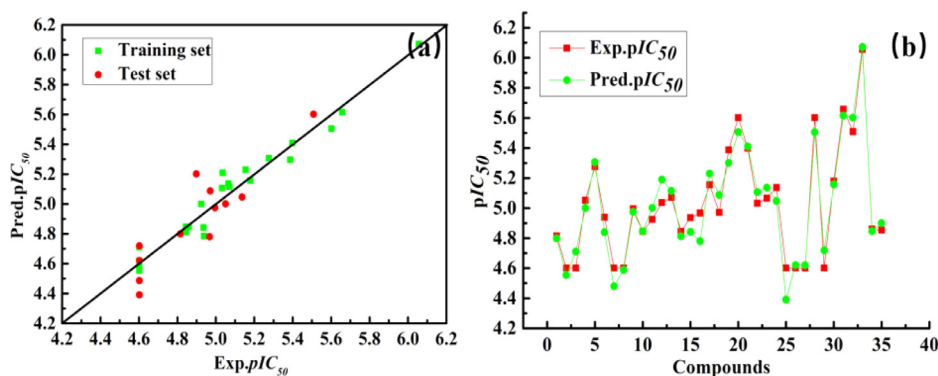 6.2
6.0
5.8
5.6
5.4
5.2
5.0
4.8
4.6
4.4
4.2
Pred.pIC50
Training set
Test set
(a)
4.2 4.4 4.6 4.8 5.0 5.2 5.4 5.6 5.8 6.0 6.2
Exp.pIC50
6.2
6.0
5.8
5.6
5.4
5.2
5.0
4.8
4.6
4.4
4.2
pIC50
Exp.pIC50
Pred.pIC50
(b)
0 5 10 15 20 25 30 35 40
Compounds